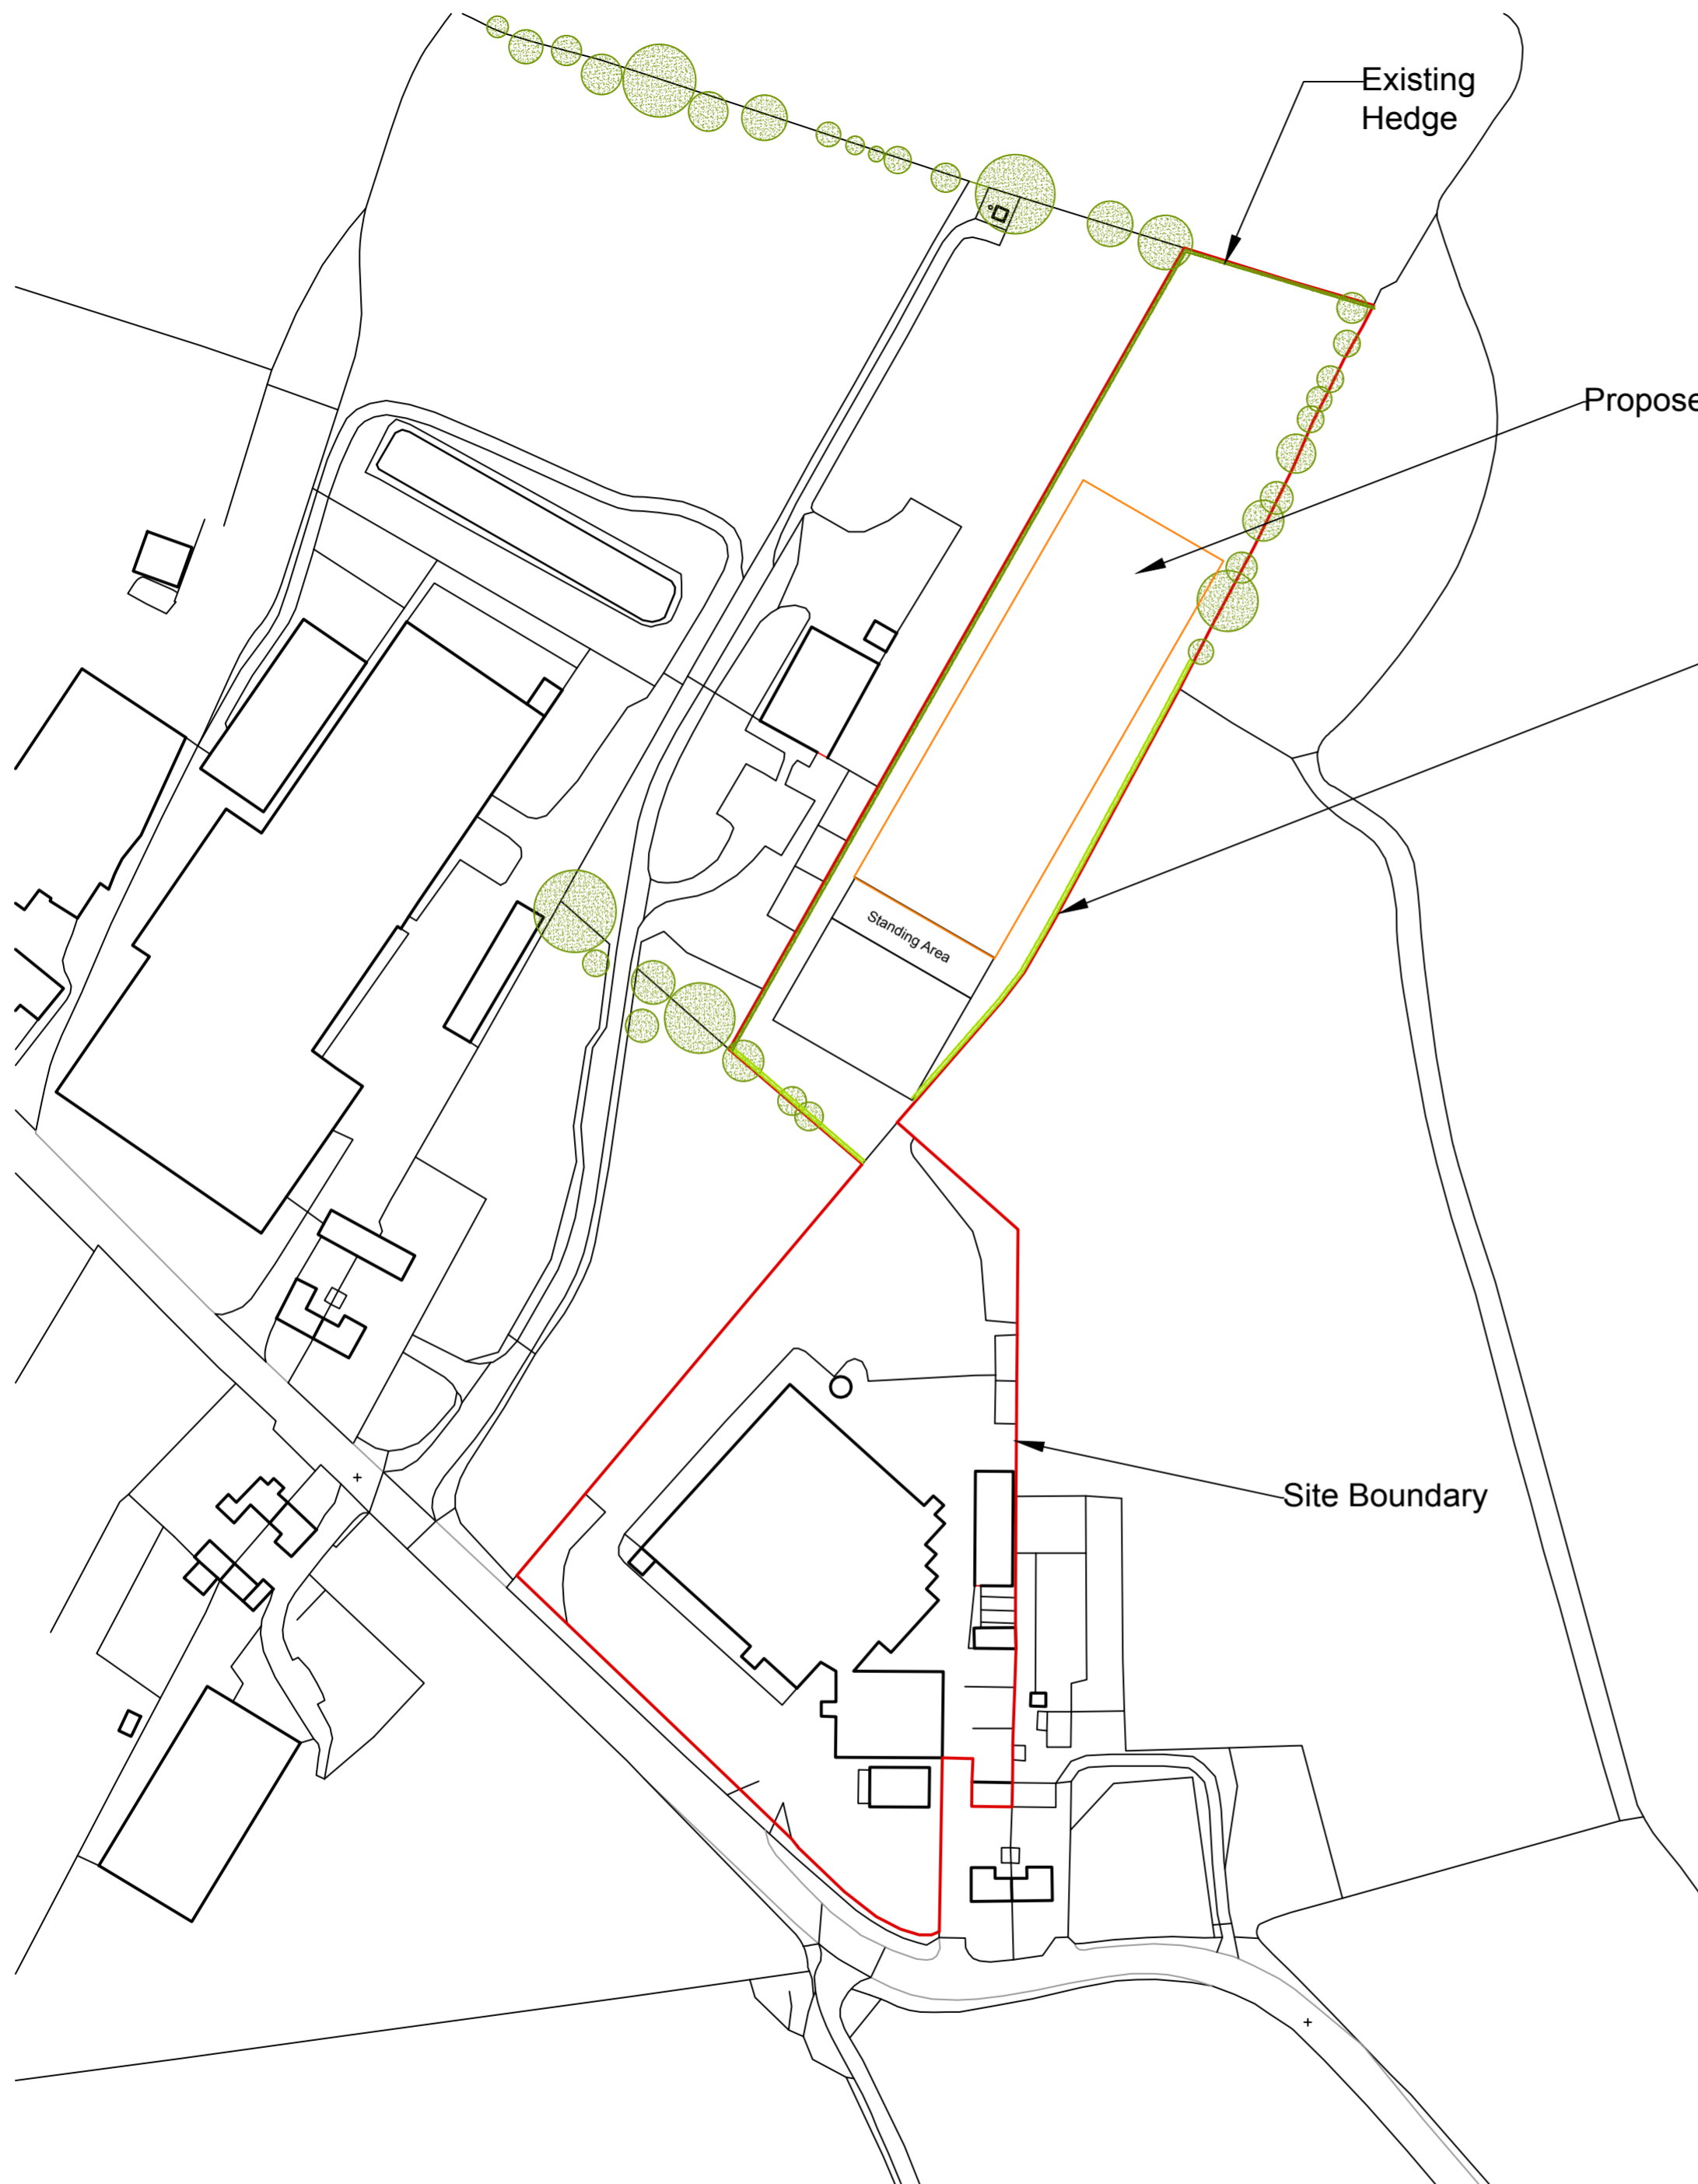 Existing
Hedge
Propose
Standing Area
Site Boundary